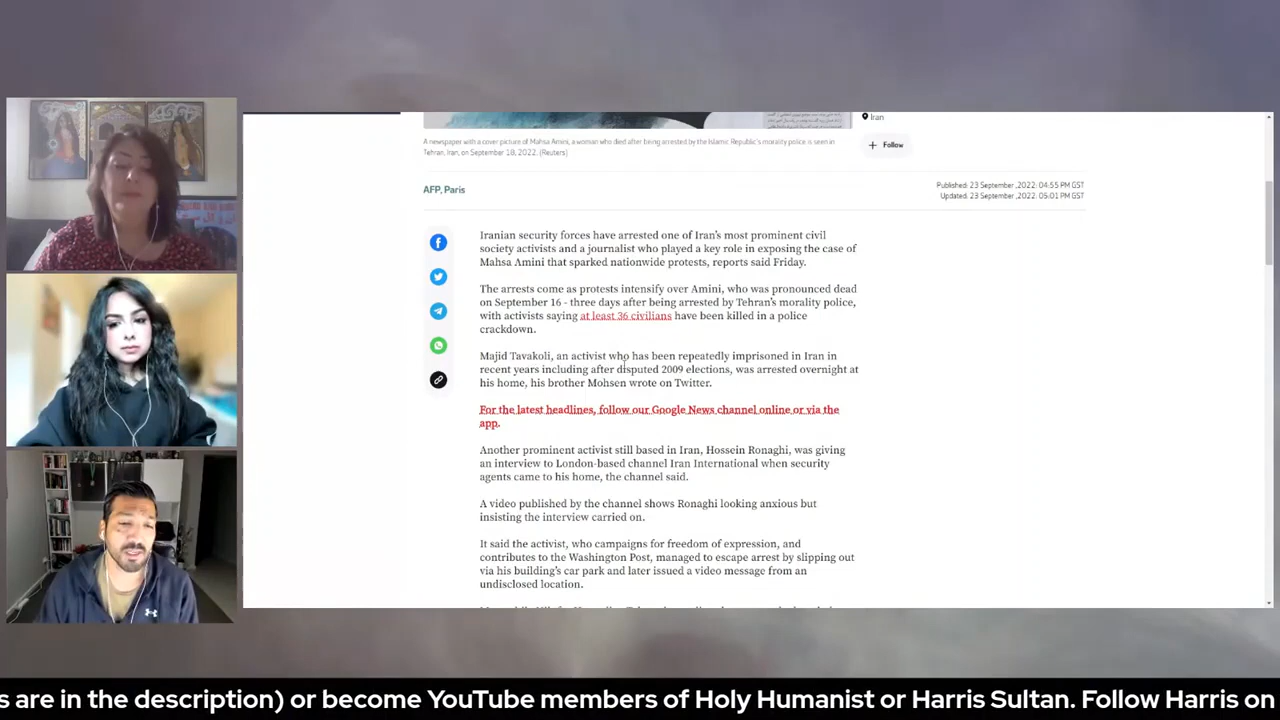 Iran
A newspaper with a cover picture of Mahsa Amini, a woman who died after being arrested by the Islamic Republic's morality police is seen in
Tehran, Iran, on September 18, 2022. (Reuters)
+ Follow
AFP, Paris
Published: 23 September ,2022: 04:55 PM GST
Updated: 23 September ,2022: 05:01 PM GST
Iranian security forces have arrested one of Iran's most prominent civil
society activists and a journalist who played a key role in exposing the case of
Mahsa Amini that sparked nationwide protests, reports said Friday.
The arrests come as protests intensify over Amini, who was pronounced dead
on September 16 - three days after being arrested by Tehran's morality police,
with activists saying at least 36 civilians have been killed in a police
crackdown.
Majid Tavakoli, an activist who has been repeatedly imprisoned in Iran in
recent years including after disputed 2009 elections, was arrested overnight at
his home, his brother Mohsen wrote on Twitter.
For the latest headlines, follow our Google News channel online or via the
app.
Another prominent activist still based in Iran, Hossein Ronaghi, was giving
an interview to London-based channel Iran International when security
agents came to his home, the channel said.
A video published by the channel shows Ronaghi looking anxious but
insisting the interview carried on.
It said the activist, who campaigns for freedom of expression, and
contributes to the Washington Post, managed to escape arrest by slipping out
via his building's car park and later issued a video message from an
undisclosed location.
s are in the description) or become YouTube members of Holy Humanist or Harris Sultan. Follow Harris on